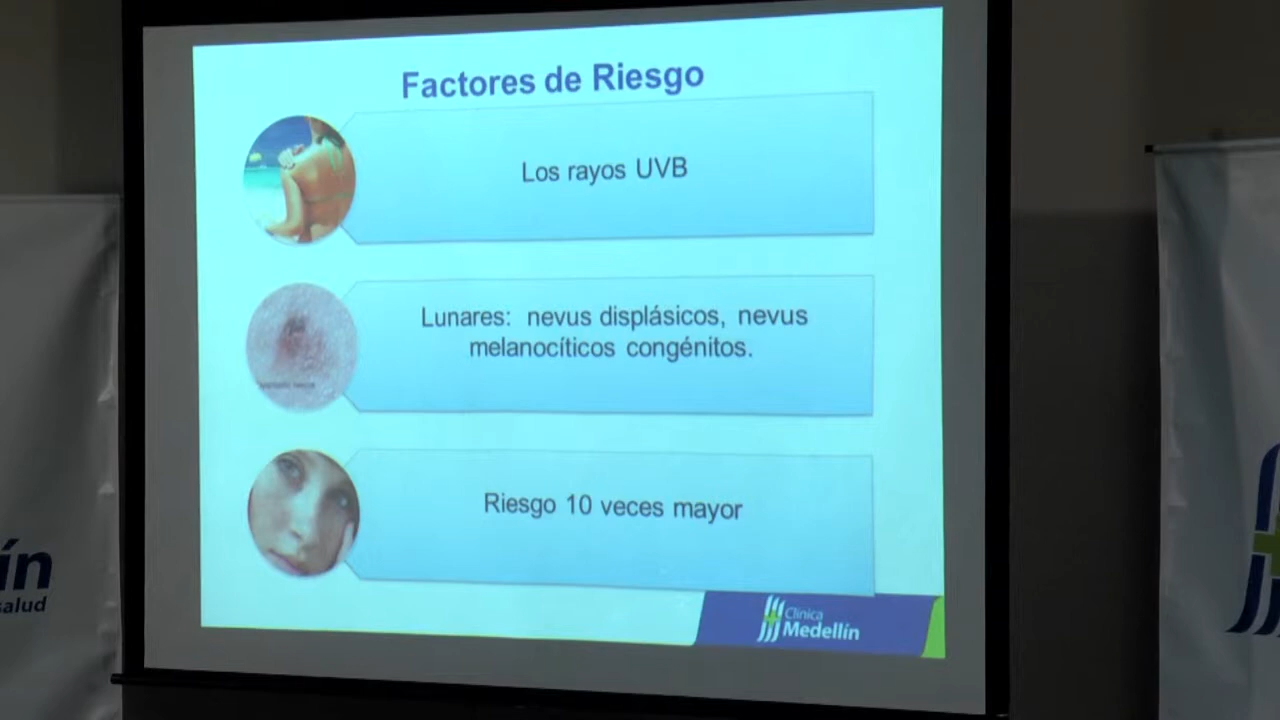 Factores de Riesgo
Los rayos UVB
Lunares: nevus displásicos, nevus
melanocíticos congénitos.
Riesgo 10 veces mayor
Clínica
Medellín
ín
salud